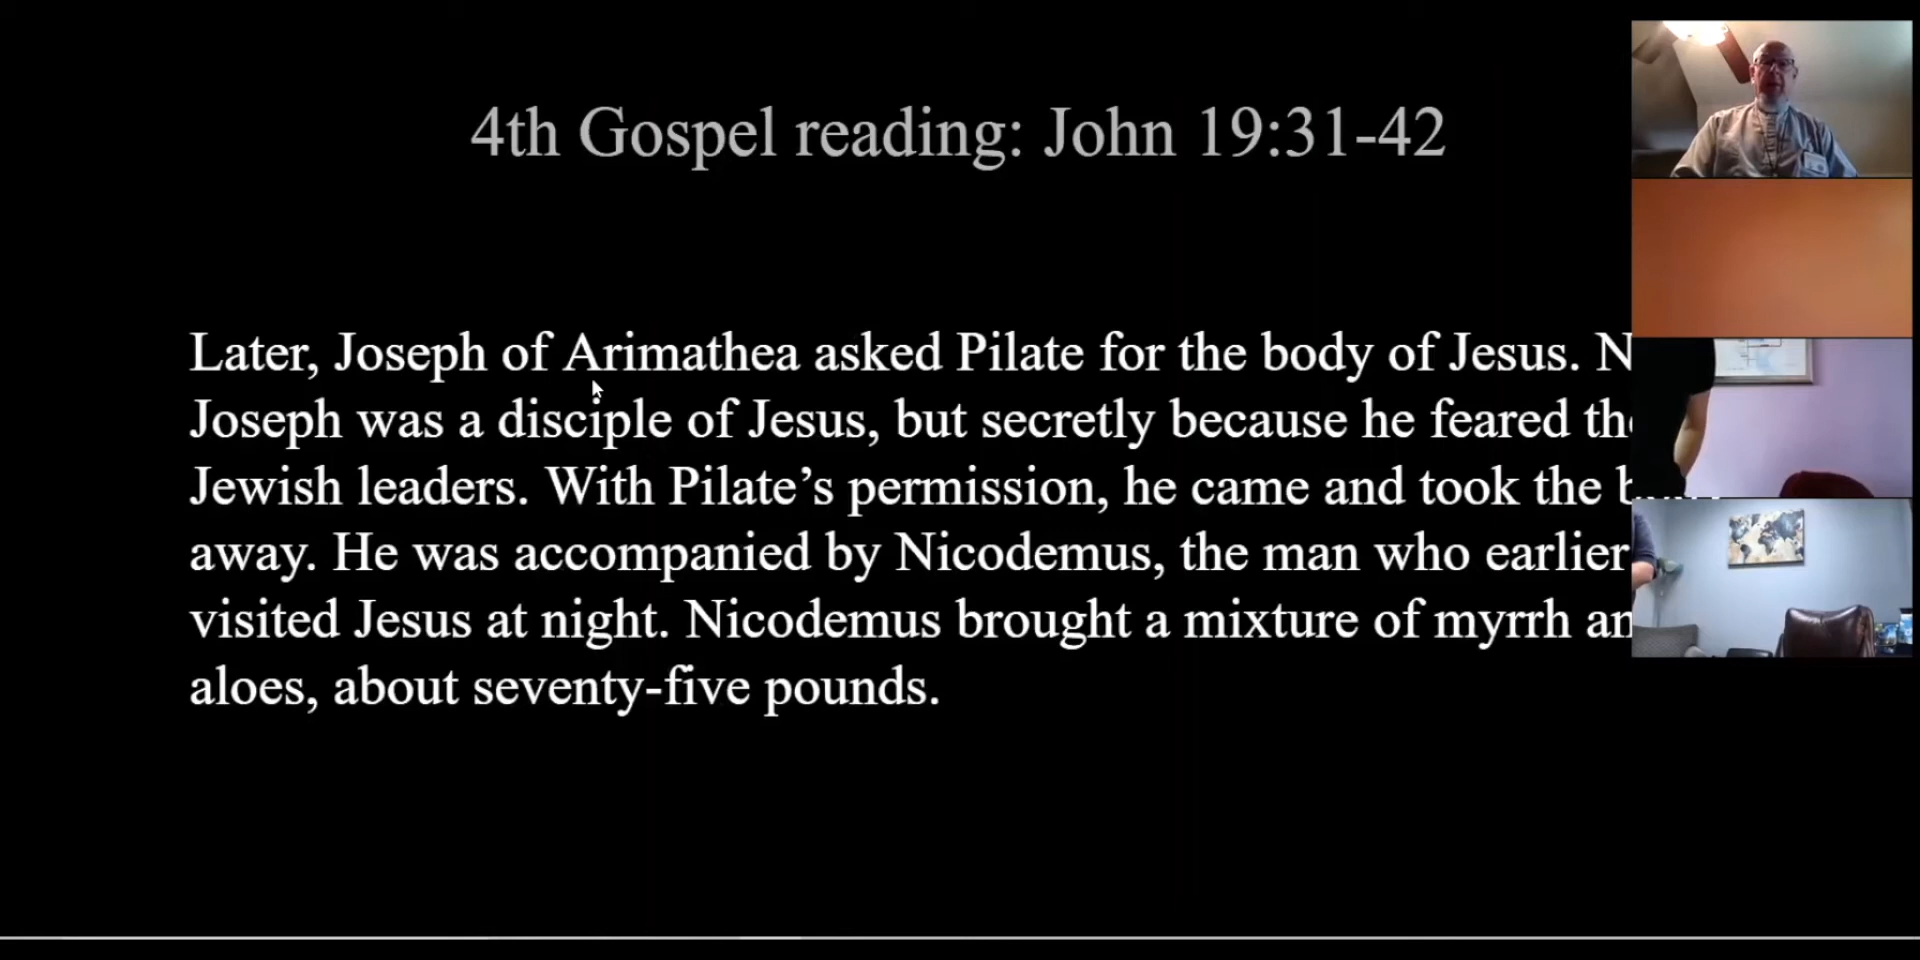 4th Gospel reading: John 19:31-42
Later, Joseph of Arimathea asked Pilate for the body of Jesus.
Joseph was a disciple of Jesus, but secretly because he feared
Jewish leaders. With Pilate’s permission, he came and took the
away. He was accompanied by Nicodemus, the man who earlier
visited Jesus at night. Nicodemus brought a mixture of myrrh
aloes, about seventy-five pounds.